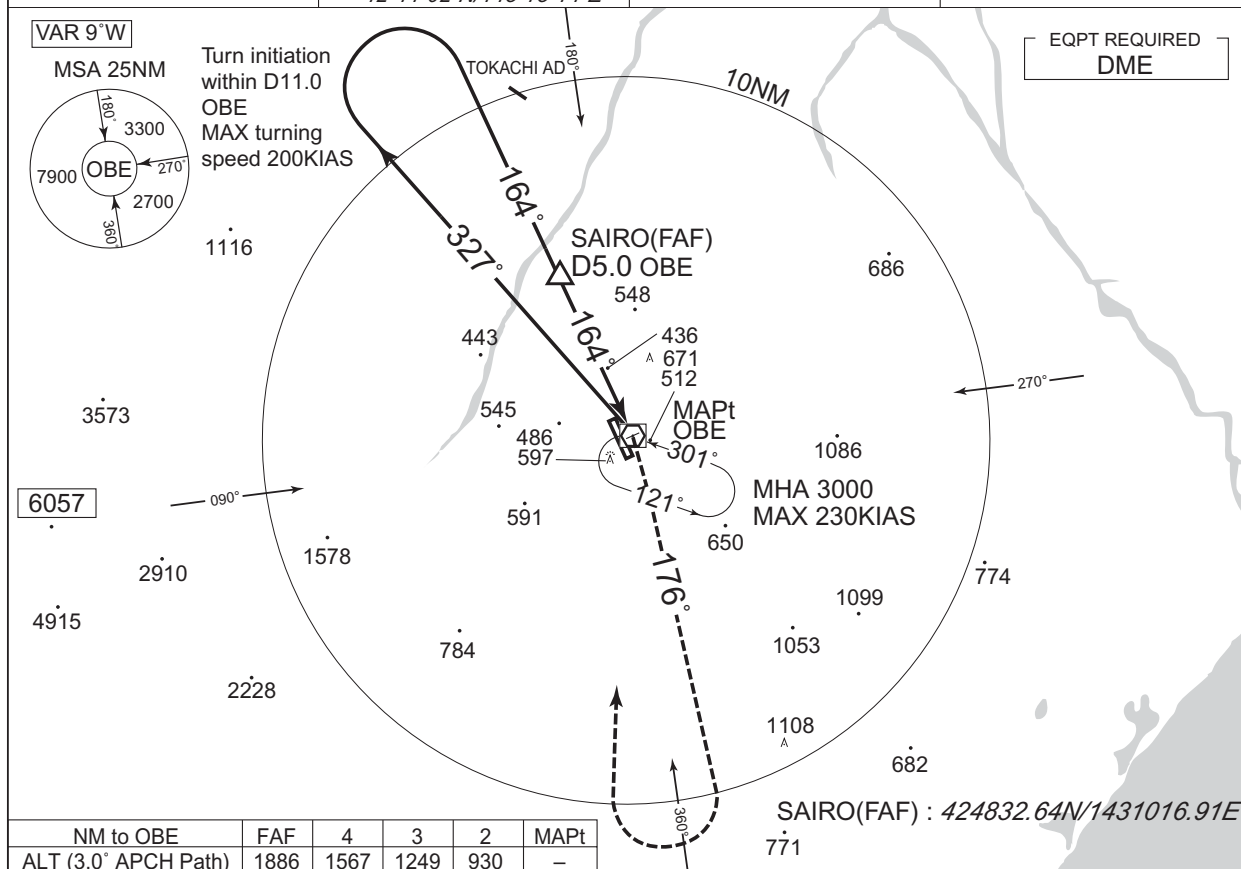 VAR 9°W
MSA 25NM
180°
3300
OBE
270°
7900
2700
360°
Turn initiation
within D11.0
OBE
MAX turning
speed 200KIAS
TOKACHI AD
180°
10NM
EQPT REQUIRED
DME
1116
164°
327°
SAIRO(FAF)
D5.0 OBE
548
686
164°
443
436
671
512
270°
3573
545
486
597
MAPt
OBE
301°
1086
121°
MHA 3000
MAX 230KIAS
090°
6057
591
650
1578
2910
176°
774
4915
1099
1053
784
2228
1108
682
360°
SAIRO(FAF) : 424832.64N/1431016.91E
771
NM to OBE FAF 4 3 2 MAPt
ALT (3.0° APCH Path) 1886 1567 1249 930 –